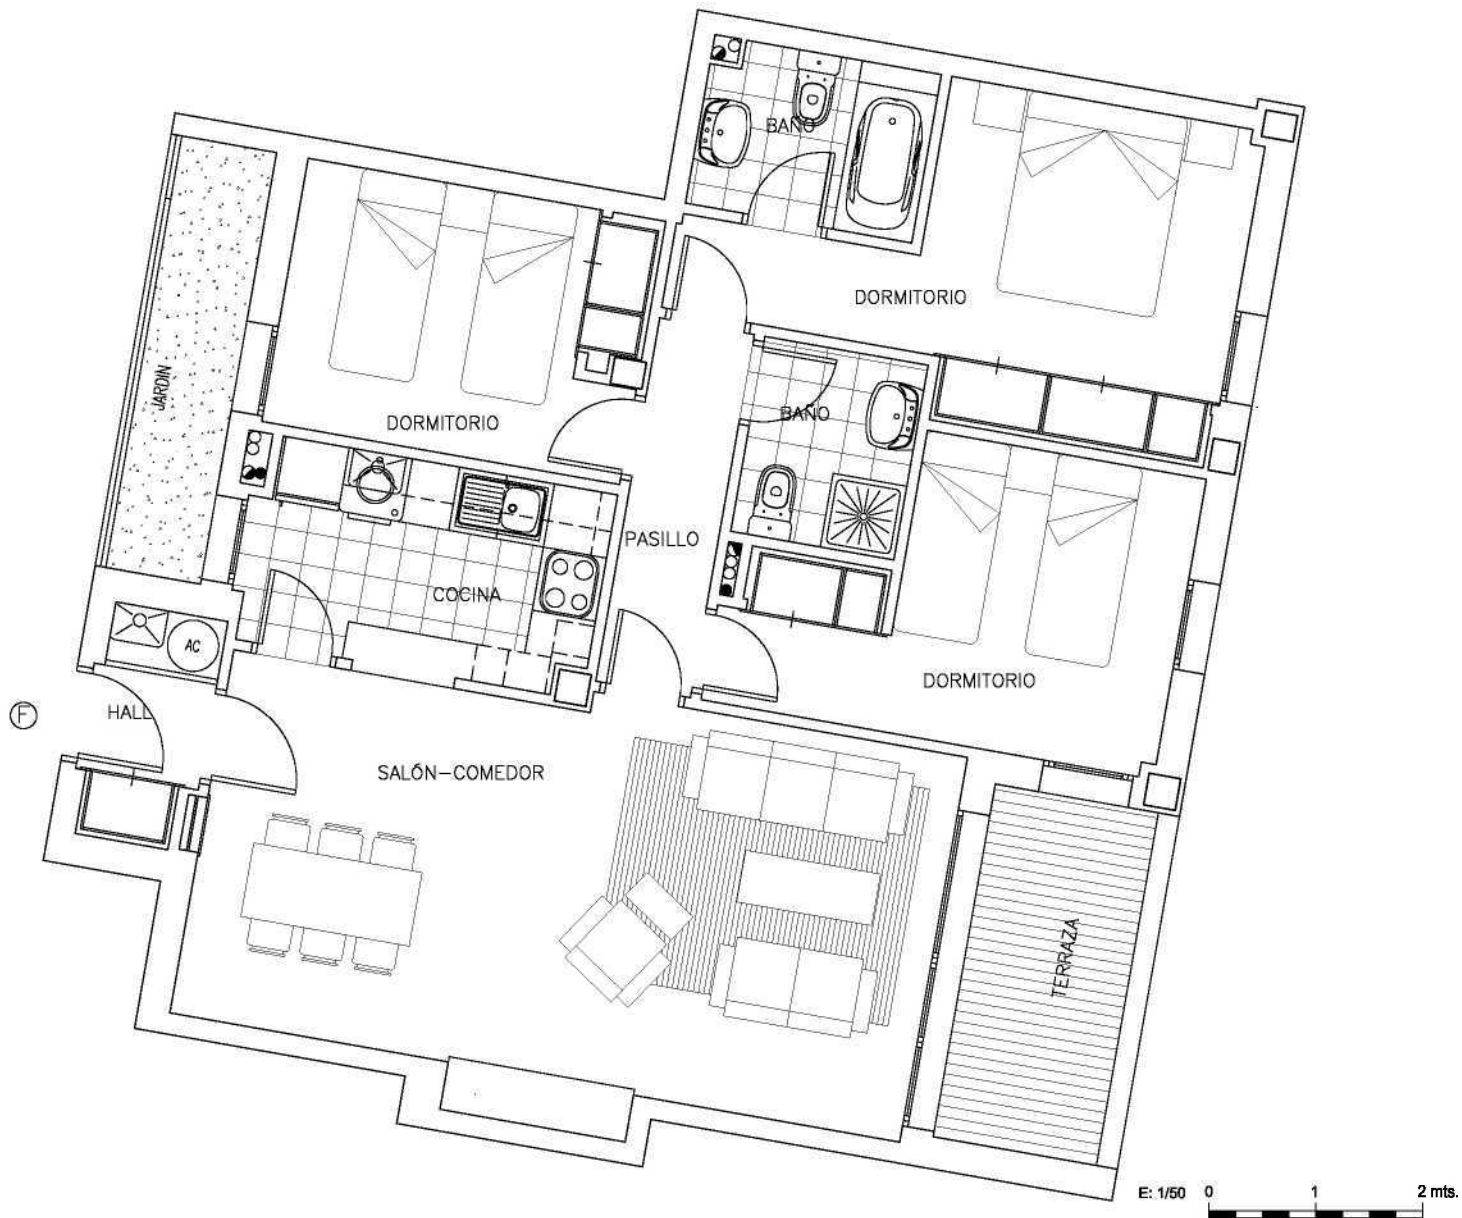 BAÑO
DORMITORIO
JARDIN
DORMITORIO
BAÑO
PASILLO
COCINA
AC
DORMITORIO
HALL
F
SALÓN-COMEDOR
TERRAZA
E: 1/50 0 1 2 mts.